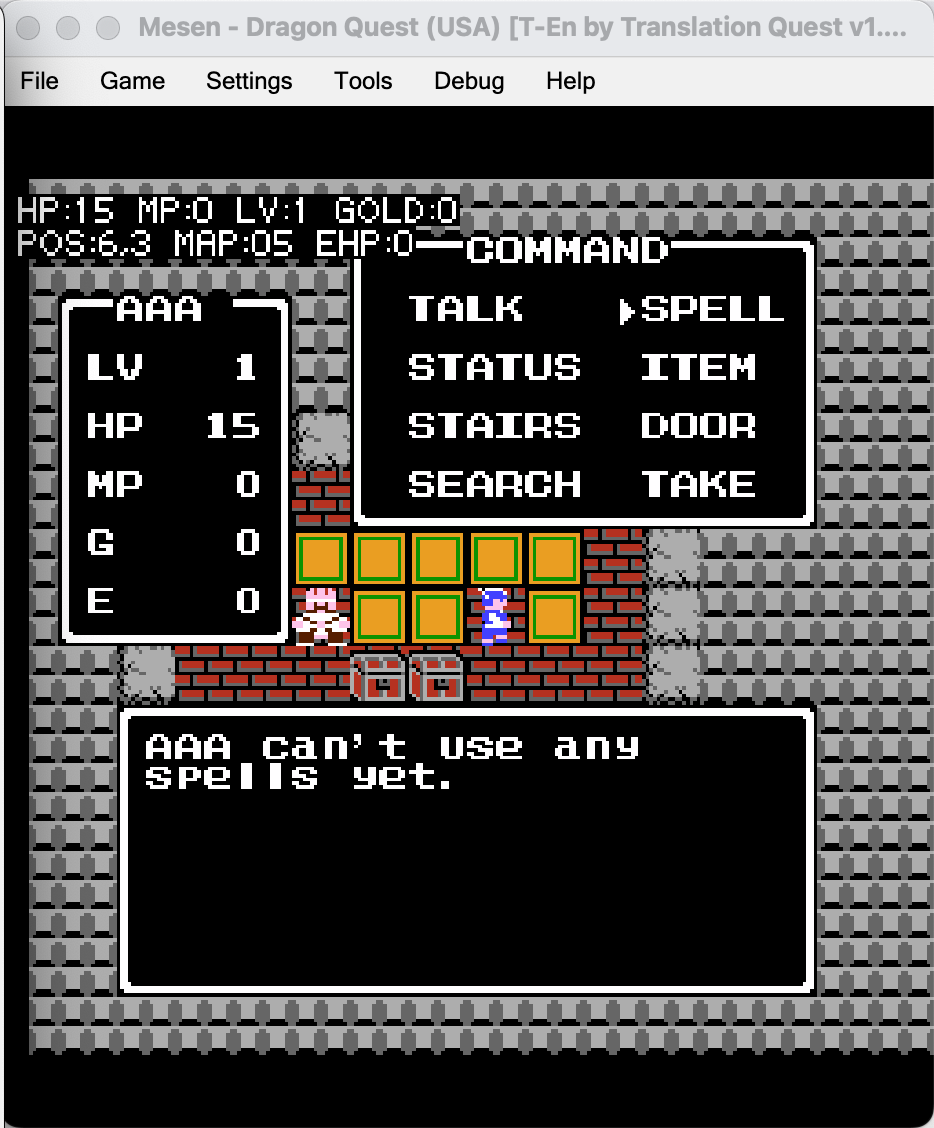 Mesen - Dragon Quest (USA) [T-En by Translation Quest v1....
File Game Settings Tools Debug Help
HP:15 MP:0 LV:1 GOLD:0
POS:6,3 MAP:05 EHP:0
COMMAND
TALK SPELL
STATUS ITEM
STAIRS DOOR
SEARCH TAKE
AAA
LV 1
HP 15
MP 0
G 0
E 0
AAA can't use any
spells yet.